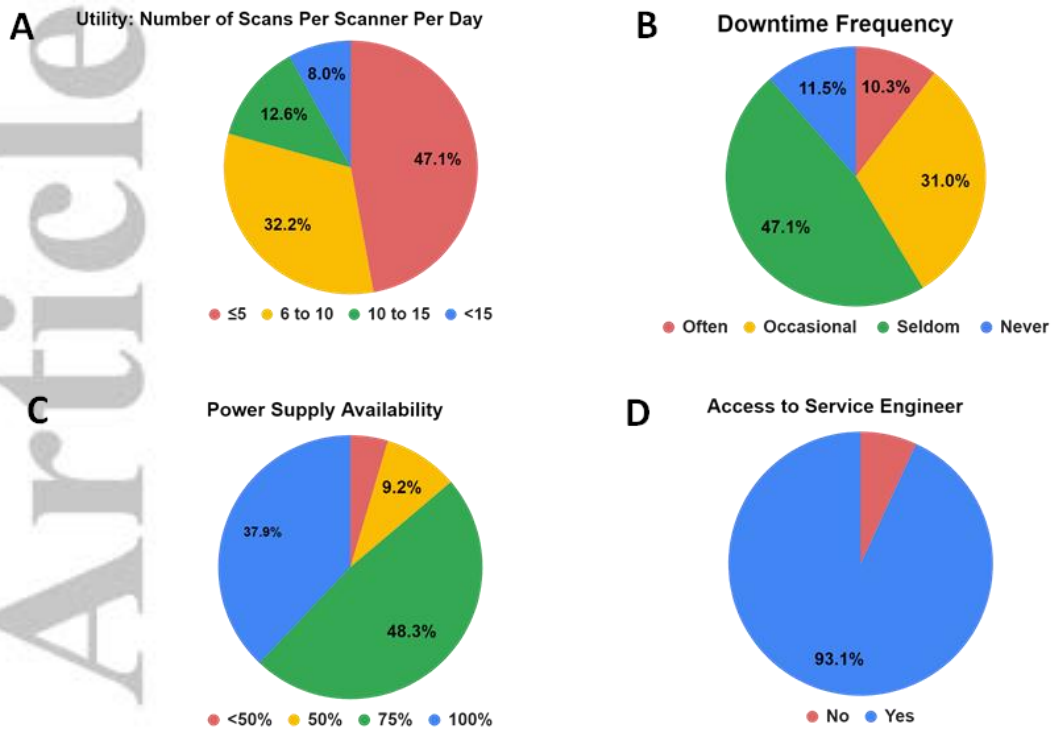 Article
A
Utility: Number of Scans Per Scanner Per Day
8.0%
12.6%
47.1%
32.2%
≤5 6 to 10 10 to 15 <15
B
Downtime Frequency
11.5% 10.3%
31.0%
47.1%
Often Occasional Seldom Never
C
Power Supply Availability
9.2%
37.9%
48.3%
<50% 50% 75% 100%
D
Access to Service Engineer
93.1%
No Yes